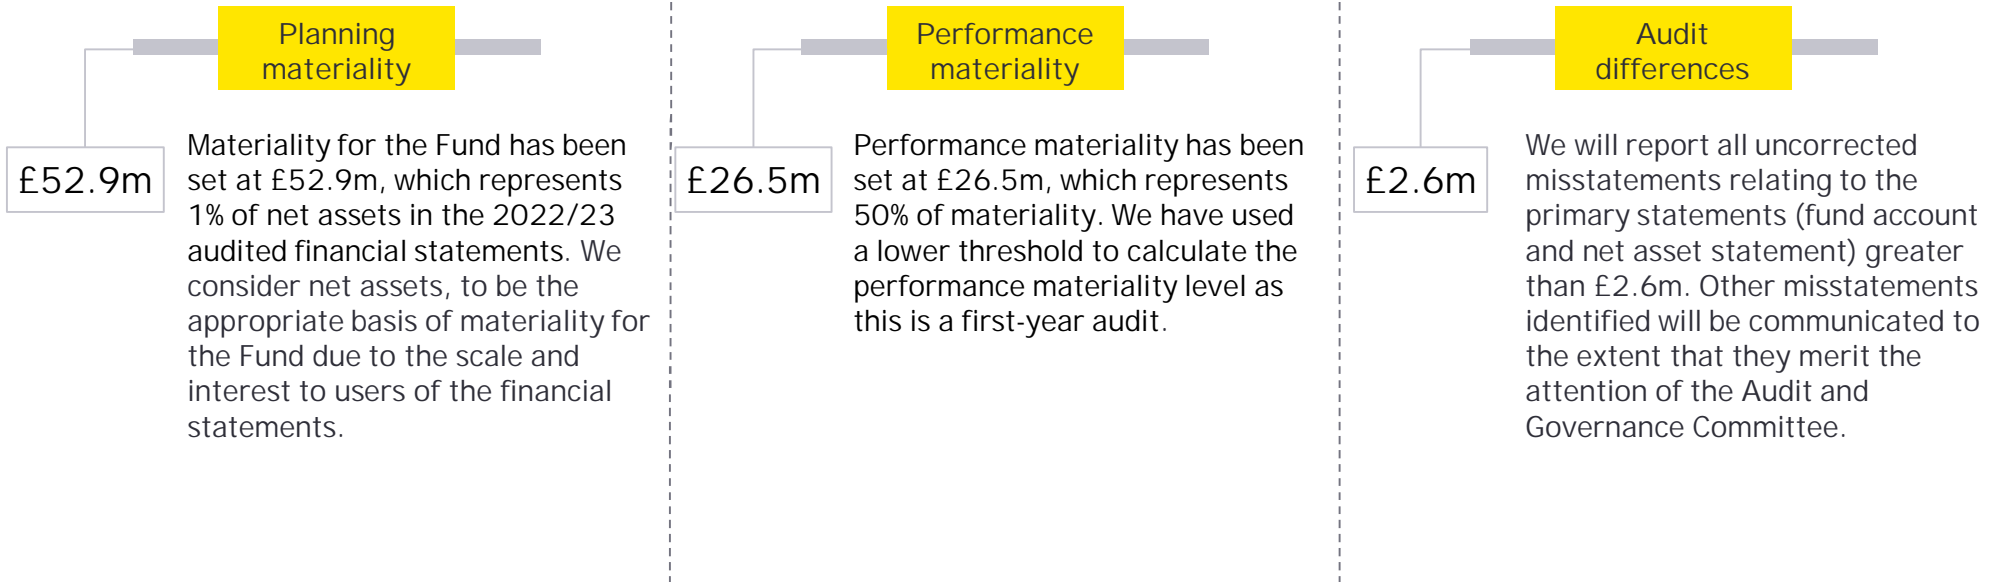 Planning
materiality
£52.9m
Materiality for the Fund has been
set at £52.9m, which represents
1% of net assets in the 2022/23
audited financial statements. We
consider net assets, to be the
appropriate basis of materiality for
the Fund due to the scale and
interest to users of the financial
statements.
Performance
materiality
£26.5m
Performance materiality has been
set at £26.5m, which represents
50% of materiality. We have used
a lower threshold to calculate the
performance materiality level as
this is a first-year audit.
Audit
differences
£2.6m
We will report all uncorrected
misstatements relating to the
primary statements (fund account
and net asset statement) greater
than £2.6m. Other misstatements
identified will be communicated to
the extent that they merit the
attention of the Audit and
Governance Committee.